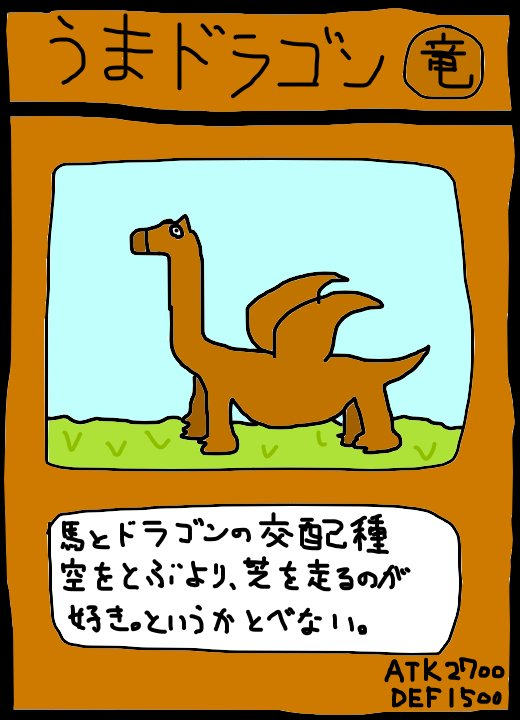 うまドラゴン 竜
馬とドラゴンの交配種
空をとぶより、芝を走るのが
好き。というかとべない。
ATK2700
DEF1500